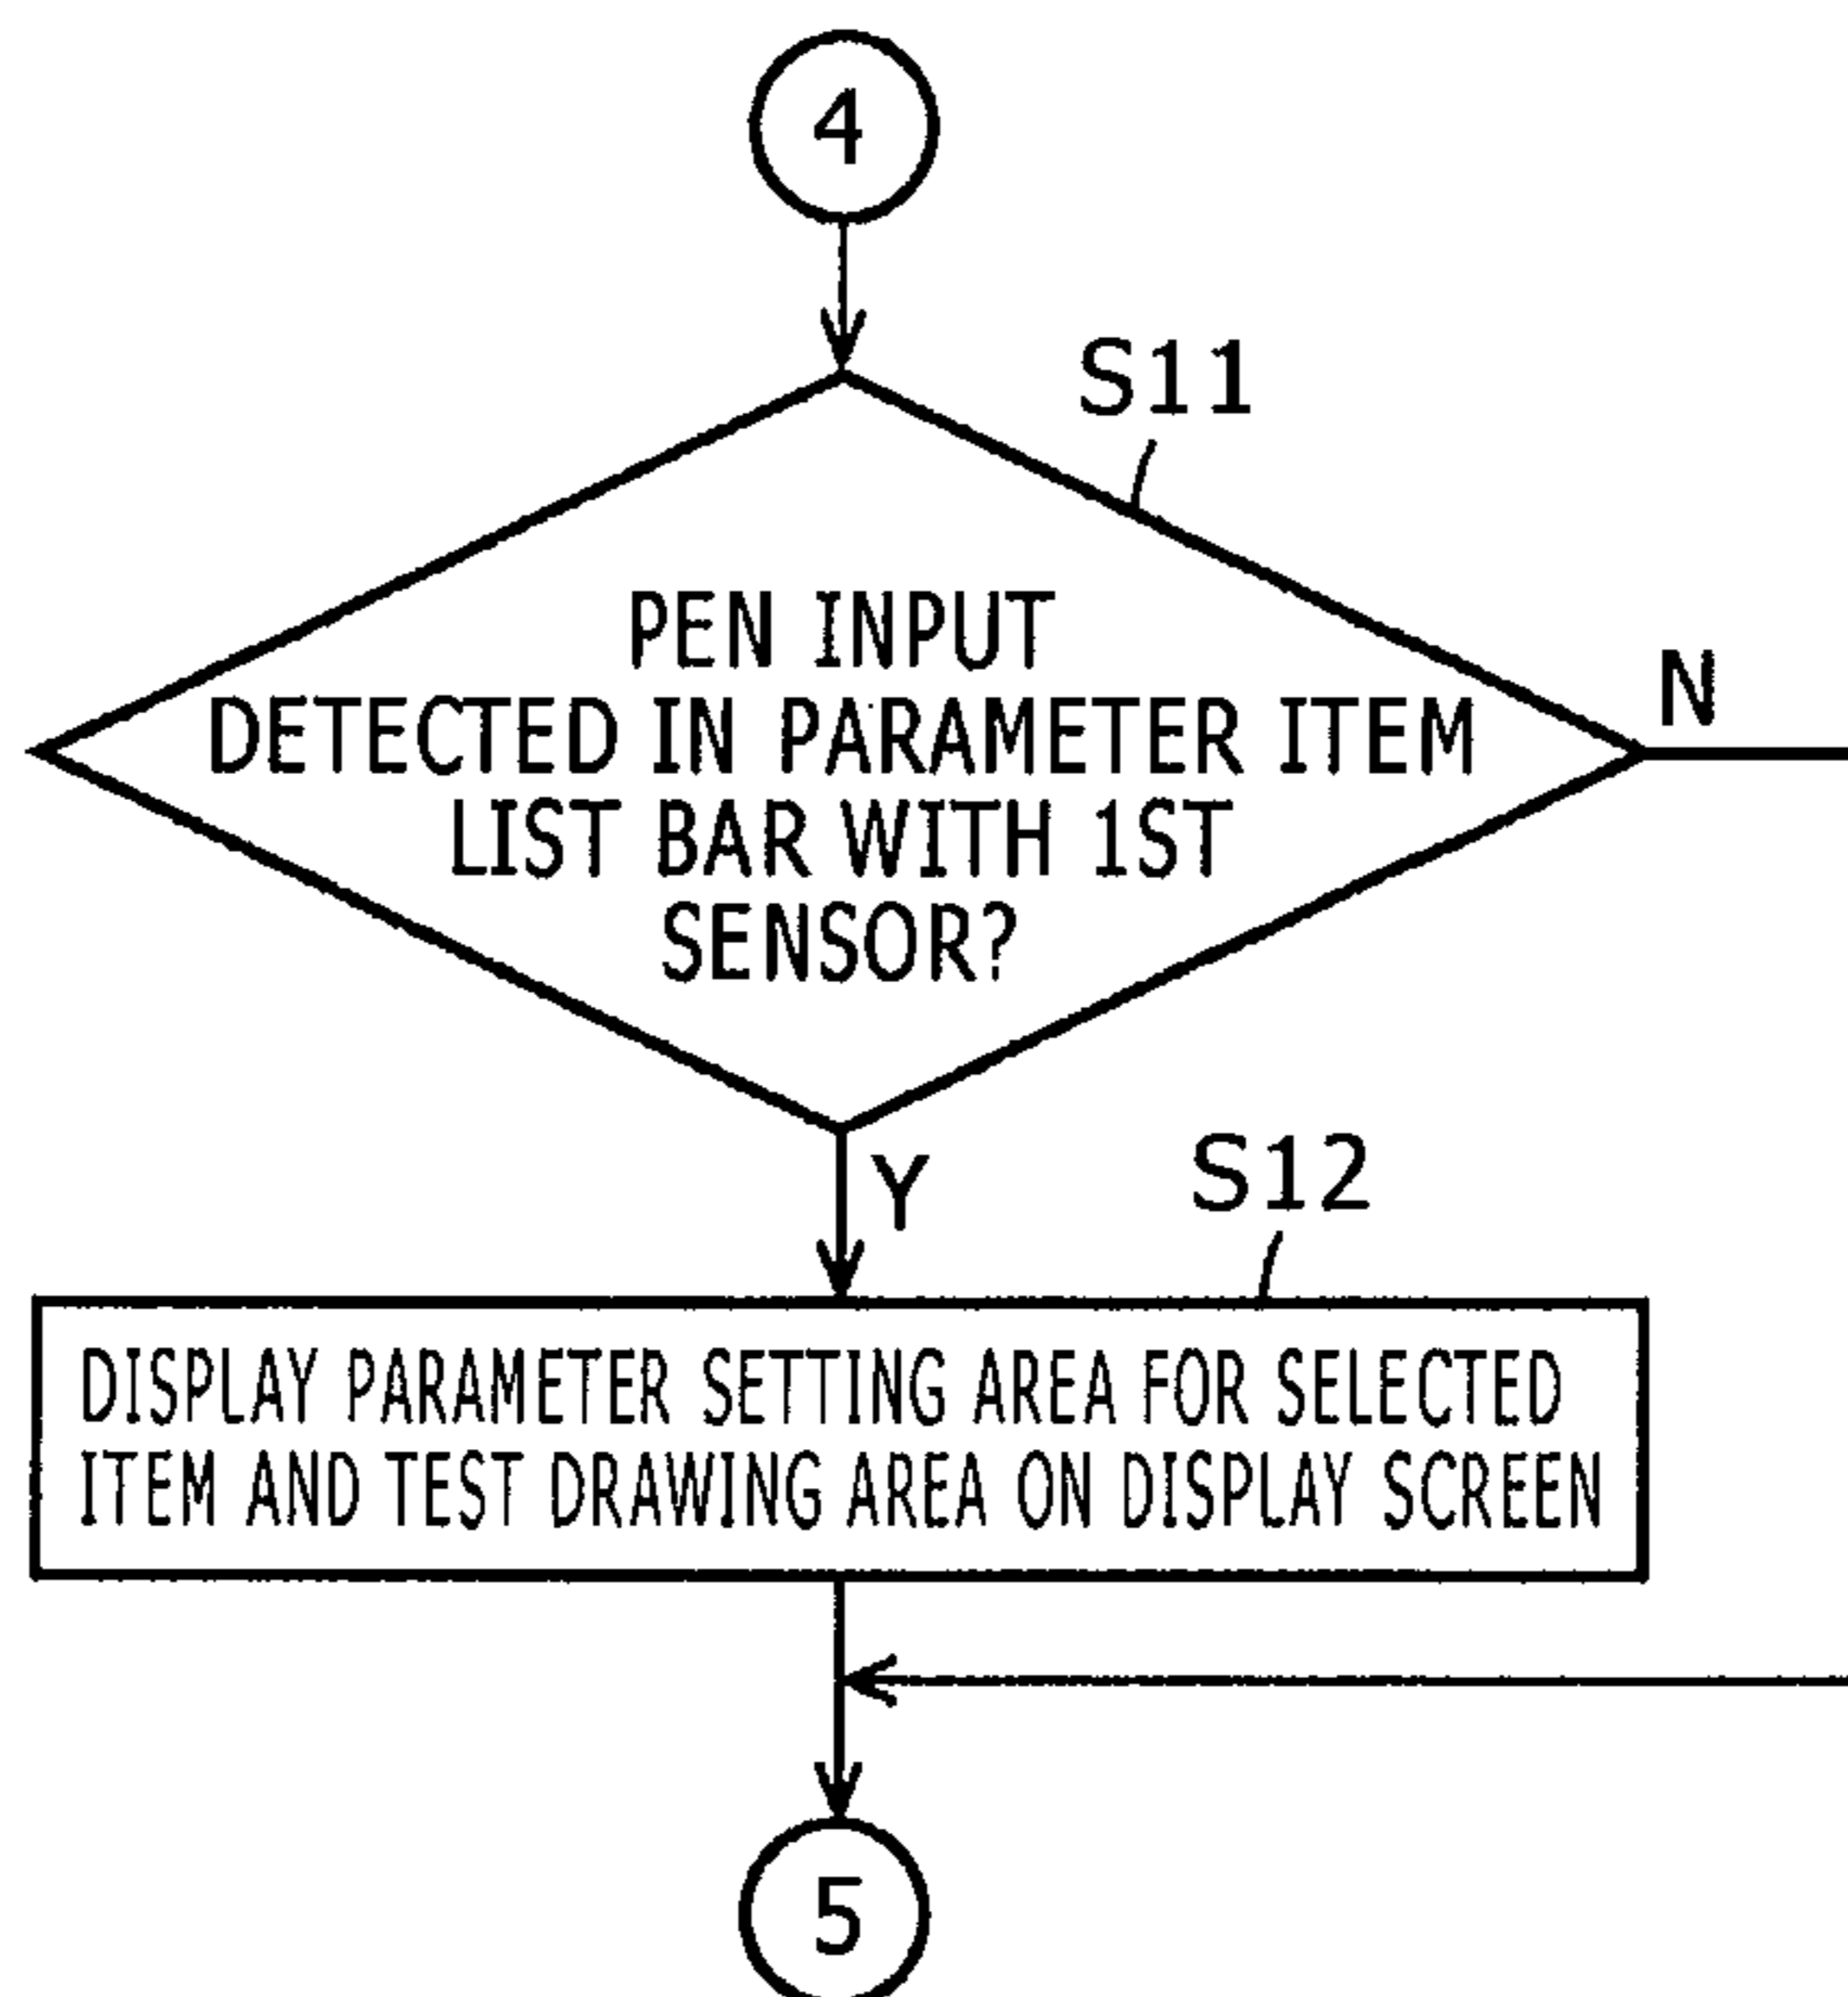 4
S11
PEN INPUT
DETECTED IN PARAMETER ITEM
LIST BAR WITH 1ST
SENSOR?
N
Y
S12
DISPLAY PARAMETER SETTING AREA FOR SELECTED
ITEM AND TEST DRAWING AREA ON DISPLAY SCREEN
5